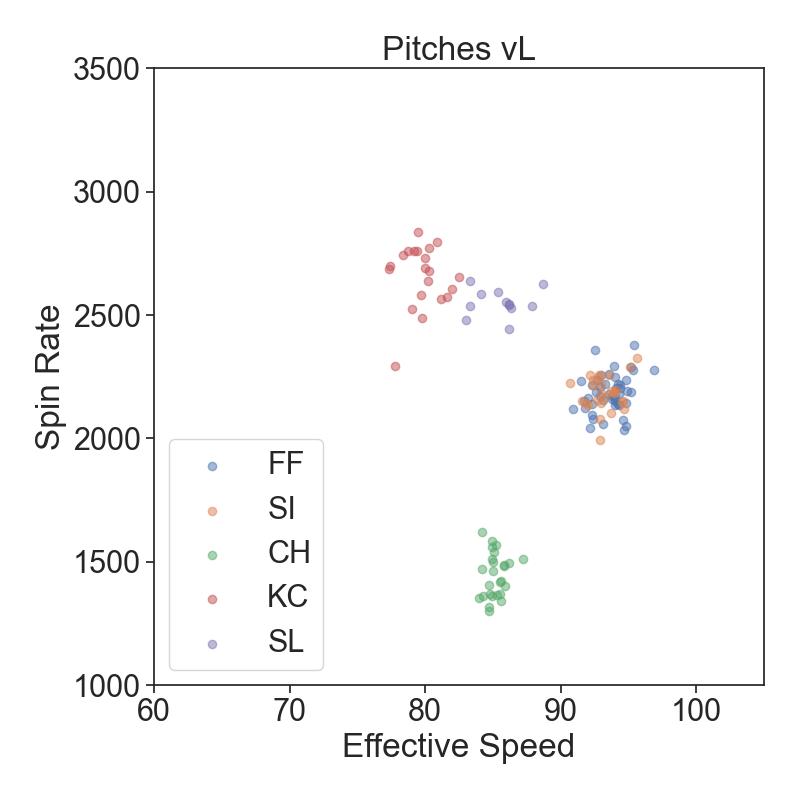 Pitches vL
3500
3000
2500
2000
1500
1000
Spin Rate
FF
SI
CH
KC
SL
60 70 80 90 100
Effective Speed